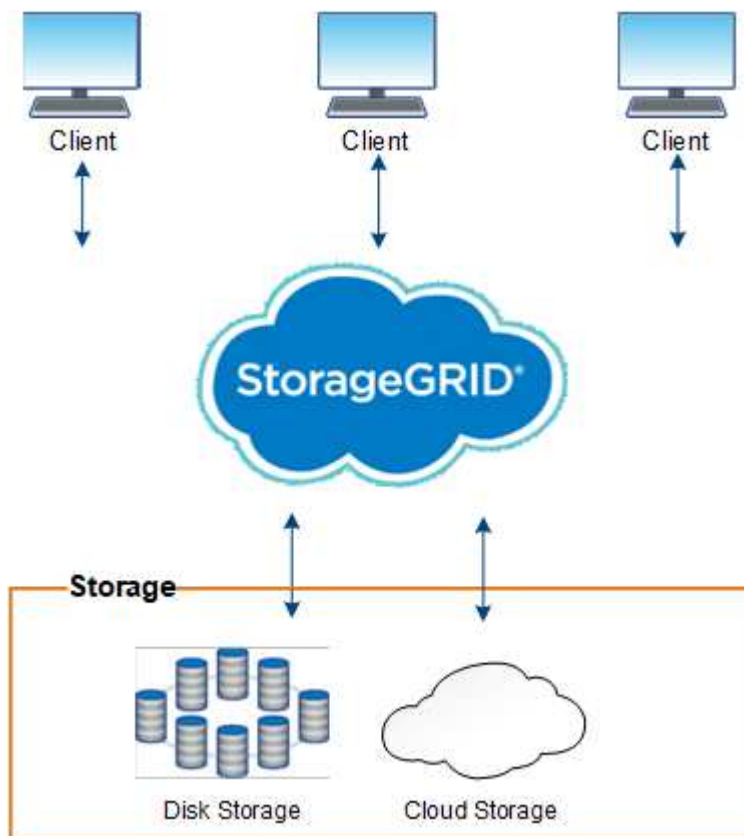 Client
Client
Client
StorageGRID®
Storage
Disk Storage
Cloud Storage